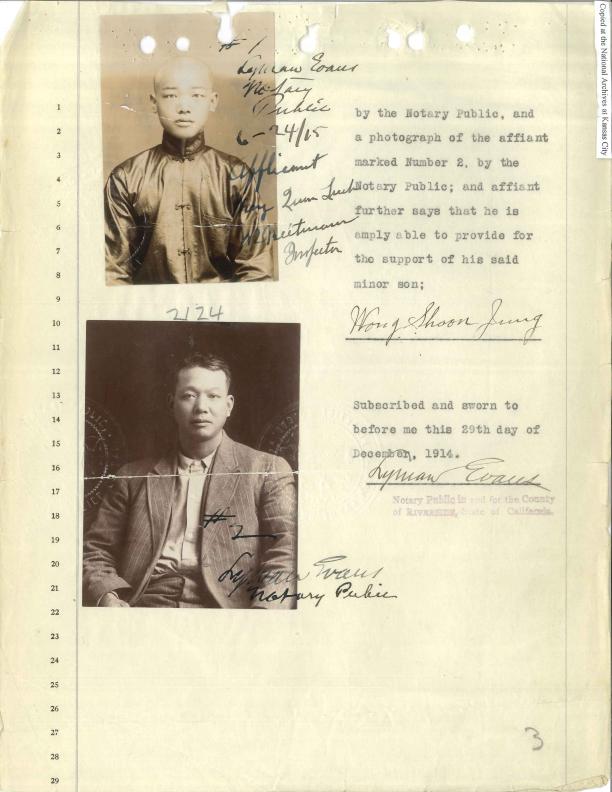 Copied at the National Archives at Kansas City
# 1
Lyman Evans
Notary
Public
6-24/15
Applicant
Inspector
1
2
3
4
5
6
7
8
9
10
11
12
13
14
15
16
17
18
19
20
21
22
23
24
25
26
27
28
29
by the Notary Public, and
a photograph of the affiant
marked Number 2, by the
Notary Public; and affiant
further says that he is
amply able to provide for
the support of his said
minor son;
Wong Shoon Jung
2124
Subscribed and sworn to
before me this 29th day of
December, 1914.
Lyman Evans
Notary Public in and for the County
of RIVERSIDE, State of California.
# 2
Lyman Evans
Notary Public
3